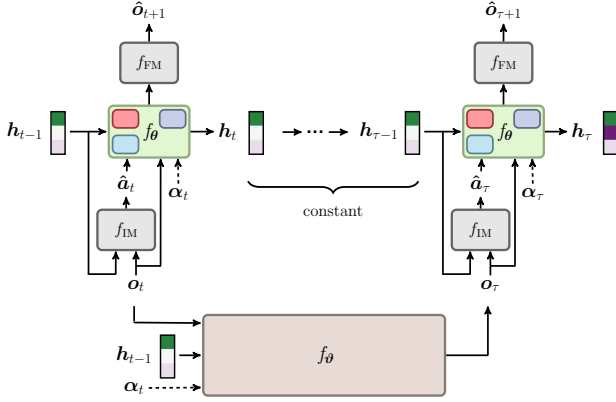 ô_{t+1} ô_{τ+1}
f_FM f_FM
h_{t−1} f_θ h_t ··· h_{τ−1} f_θ h_τ
â_t α_t â_τ α_τ
constant
f_IM f_IM
o_t o_τ
h_{t−1} f_ϑ
α_t